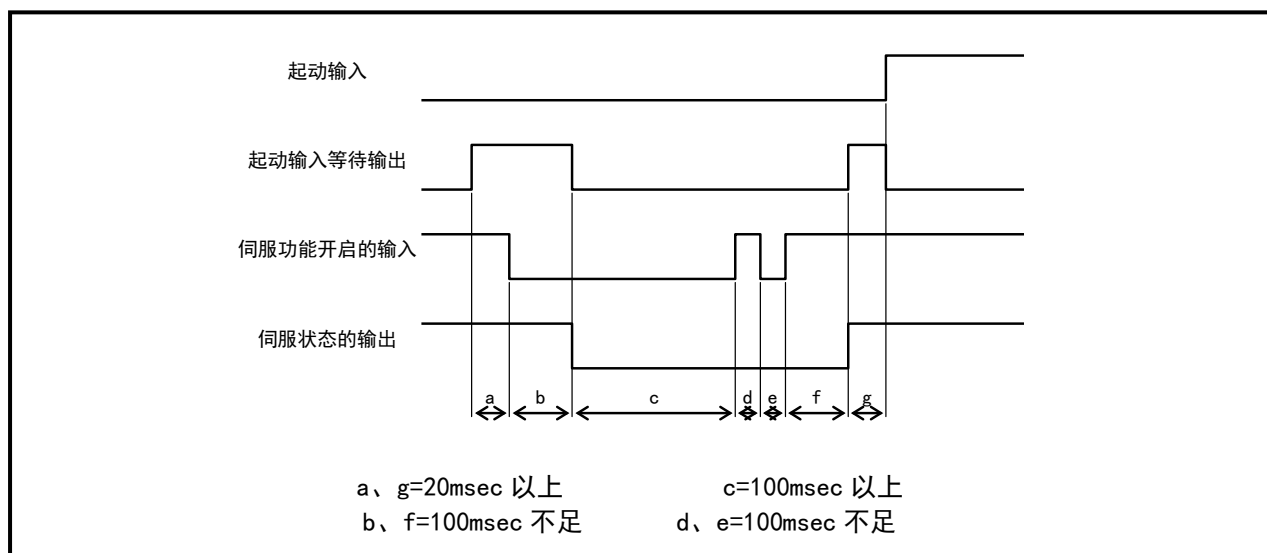 起动输入
起动输入等待输出
伺服功能开启的输入
伺服状态的输出
a b c d e f g
a、g=20msec 以上 c=100msec 以上
b、f=100msec 不足 d、e=100msec 不足